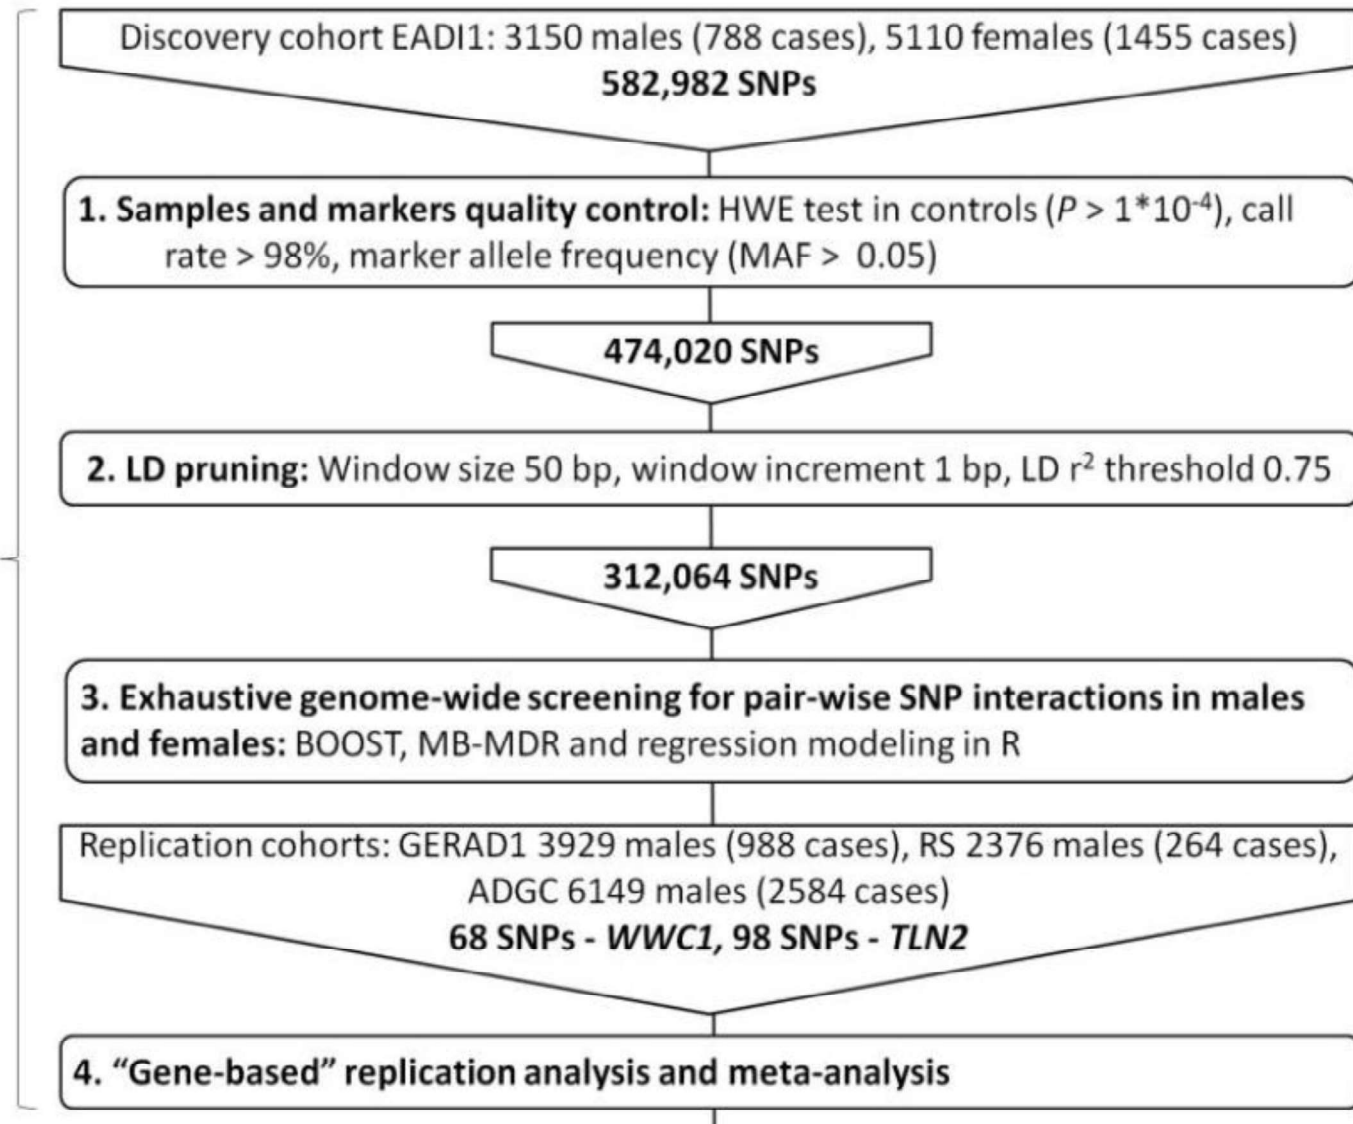 Discovery cohort EADI1: 3150 males (788 cases), 5110 females (1455 cases)
582,982 SNPs
1. Samples and markers quality control: HWE test in controls (P > 1*10⁻⁴), call
rate > 98%, marker allele frequency (MAF > 0.05)
474,020 SNPs
2. LD pruning: Window size 50 bp, window increment 1 bp, LD r² threshold 0.75
312,064 SNPs
3. Exhaustive genome-wide screening for pair-wise SNP interactions in males
and females: BOOST, MB-MDR and regression modeling in R
Replication cohorts: GERAD1 3929 males (988 cases), RS 2376 males (264 cases),
ADGC 6149 males (2584 cases)
68 SNPs - WWC1, 98 SNPs - TLN2
4. “Gene-based” replication analysis and meta-analysis